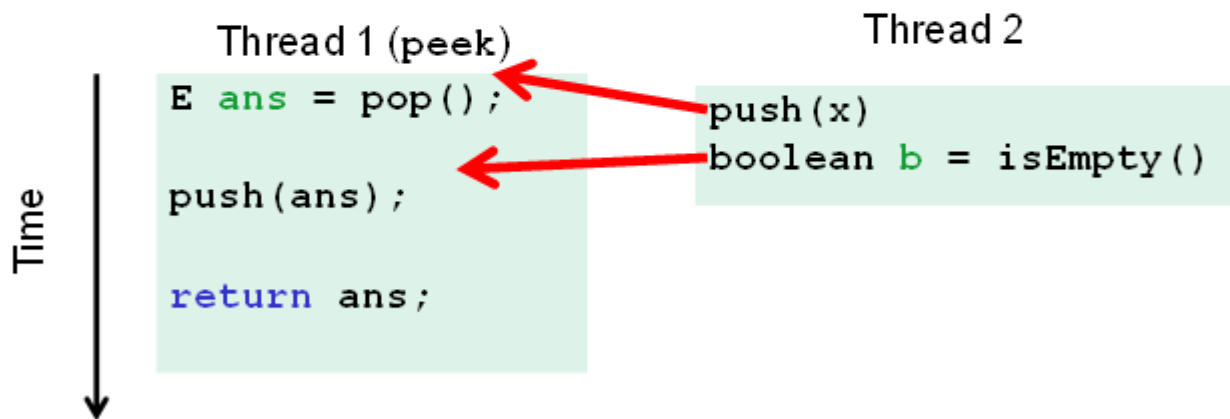 Thread 1 (peek)
E ans = pop();
push(ans);
return ans;
Thread 2
push(x)
boolean b = isEmpty()
Time